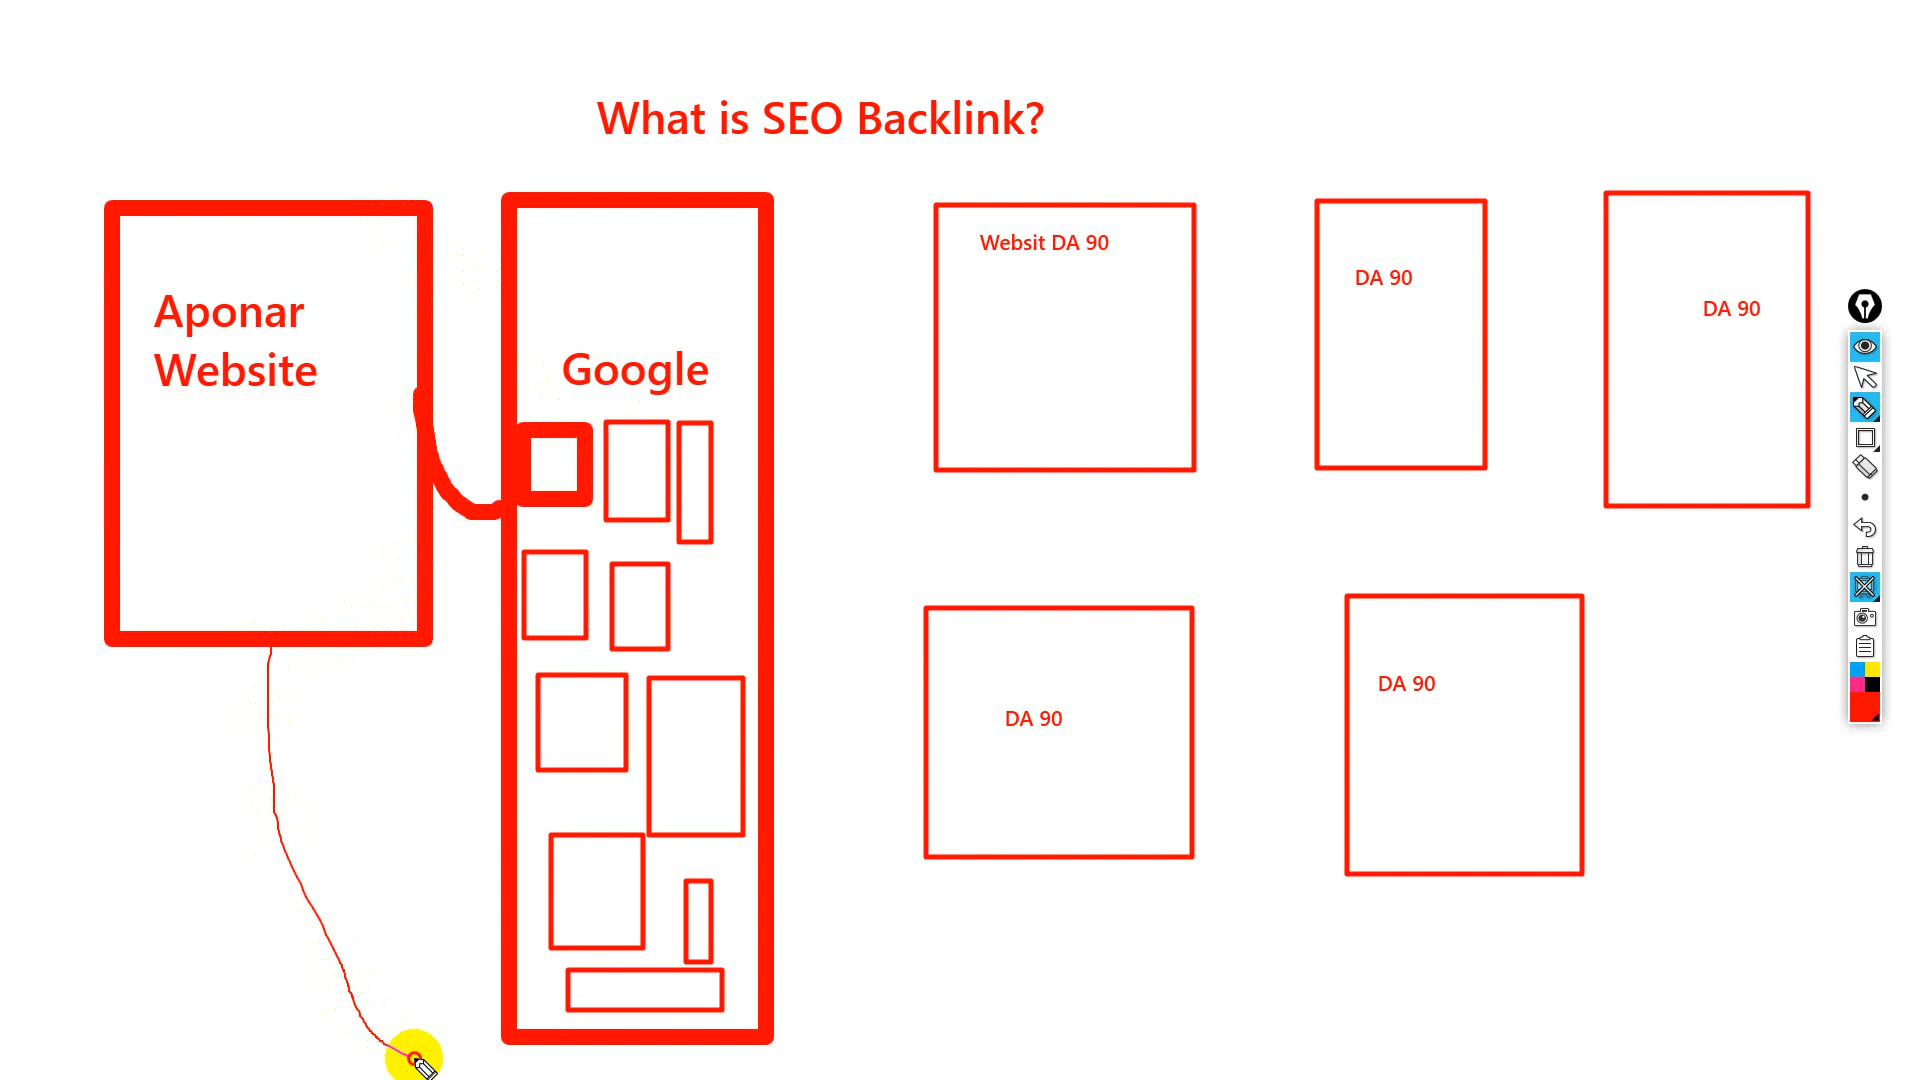 What is SEO Backlink?
Aponar
Website
Google
Websit DA 90
DA 90
DA 90
DA 90
DA 90